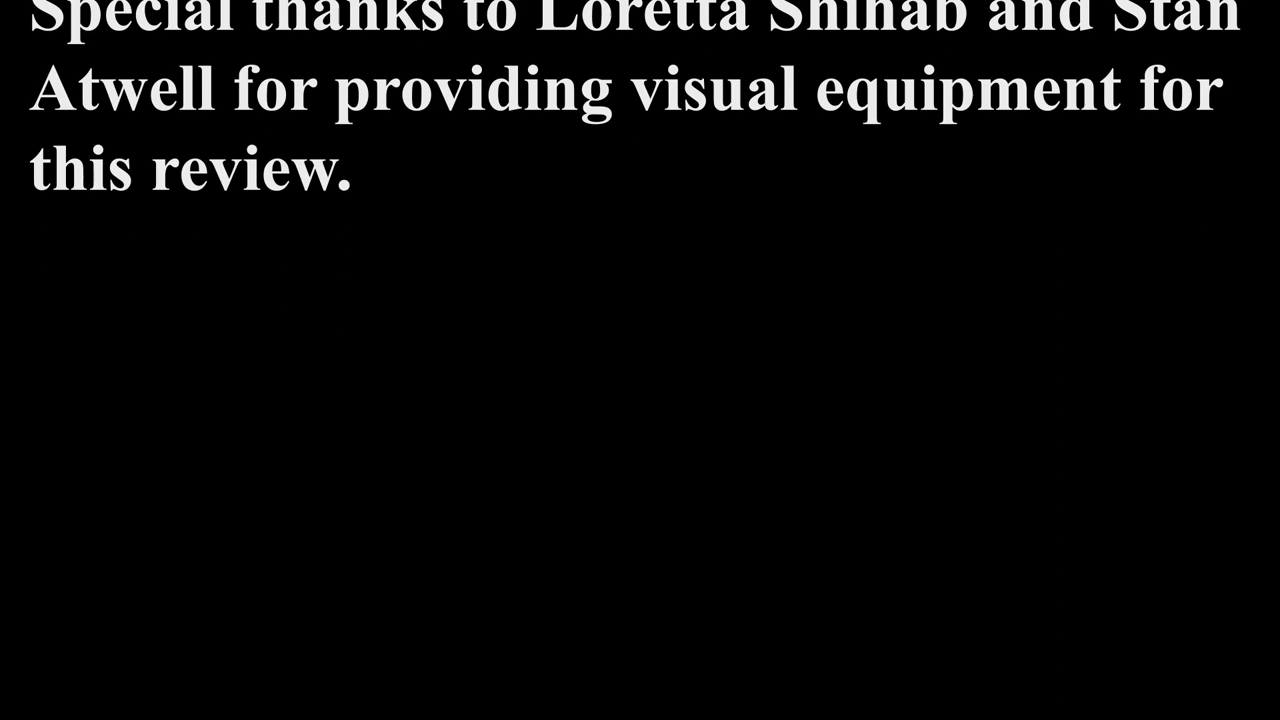 Special thanks to Loretta Shihab and Stan
Atwell for providing visual equipment for
this review.